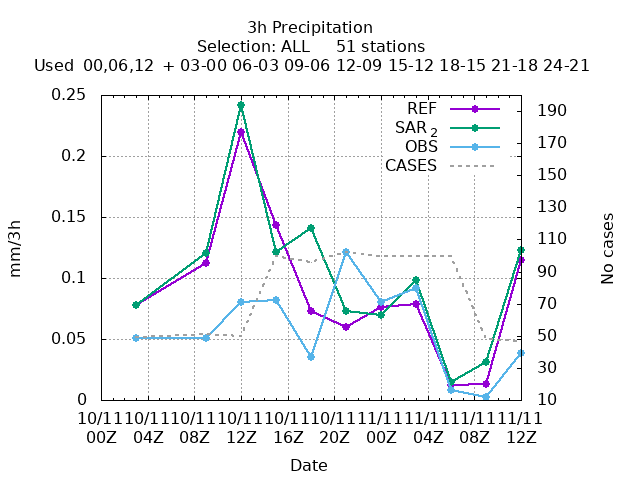 3h Precipitation
Selection: ALL 51 stations
Used 00,06,12 + 03-00 06-03 09-06 12-09 15-12 18-15 21-18 24-21
0.25
0.2
0.15
0.1
0.05
0
mm/3h
REF
SAR 2
OBS
CASES
190
170
150
130
110
90
70
50
30
10
No cases
10/11 10/11 10/11 10/11 10/11 10/11 11/11 11/11 11/11 11/11
00Z 04Z 08Z 12Z 16Z 20Z 00Z 04Z 08Z 12Z
Date